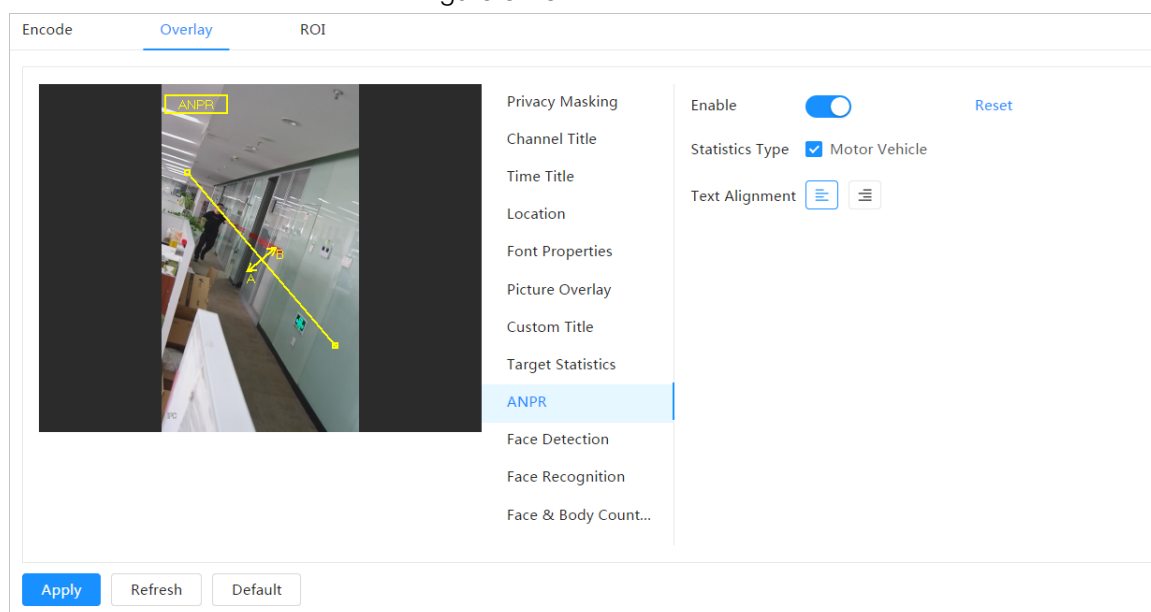 Encode Overlay ROI
ANPR
B
A
Privacy Masking
Channel Title
Time Title
Location
Font Properties
Picture Overlay
Custom Title
Target Statistics
ANPR
Face Detection
Face Recognition
Face & Body Count...
Enable Reset
Statistics Type Motor Vehicle
Text Alignment
Apply Refresh Default